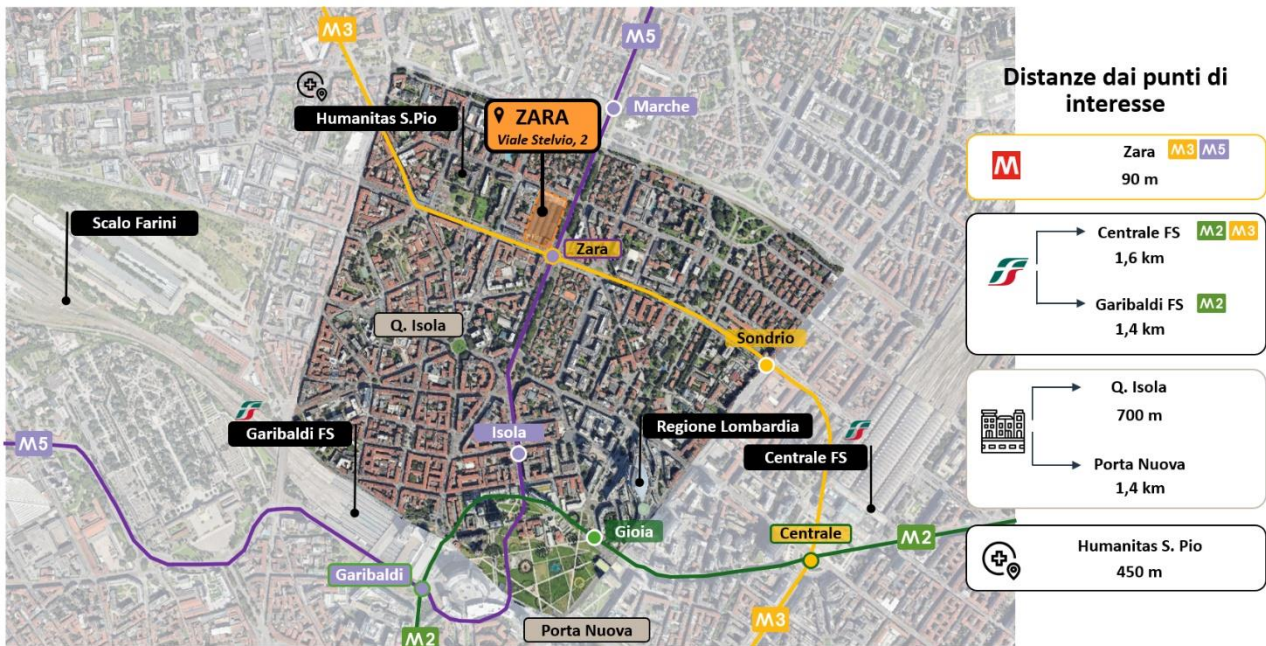 M3
M5
Marche
Humanitas S.Pio
ZARA
Viale Stelvio, 2
Scalo Farini
Zara
Q. Isola
Sondrio
Garibaldi FS
Isola
Regione Lombardia
Centrale FS
M5
Gioia
Centrale
M2
Garibaldi
M2
Porta Nuova
M3
Distanze dai punti di
interesse
M
Zara M3 M5
90 m
Centrale FS M2 M3
1,6 km
Garibaldi FS M2
1,4 km
Q. Isola
700 m
Porta Nuova
1,4 km
Humanitas S. Pio
450 m